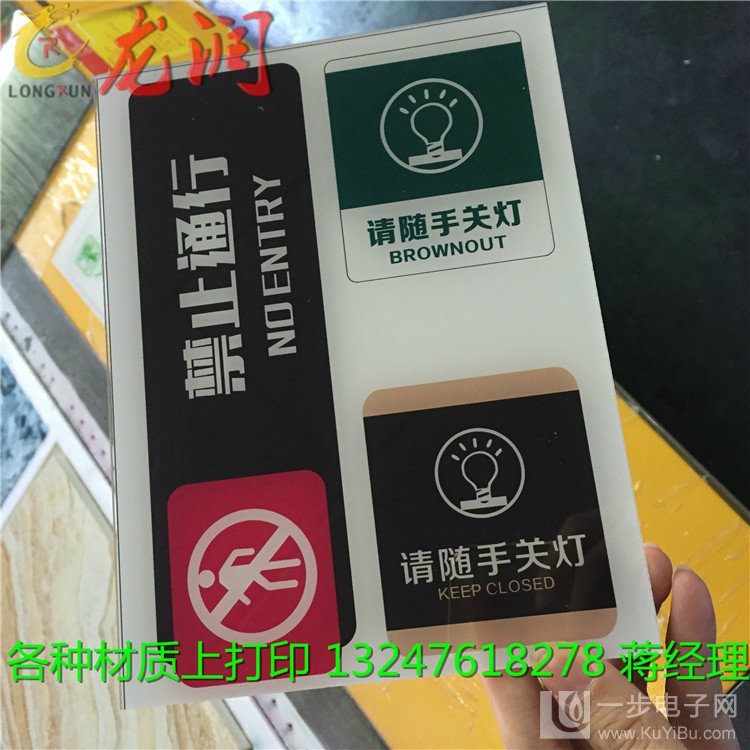 龙润
LONGRUN
禁止通行
NO ENTRY
请随手关灯
BROWNOUT
请随手关灯
KEEP CLOSED
各种材质上打印 13247618278 蒋经理
一步电子网
www.KuYiBu.com